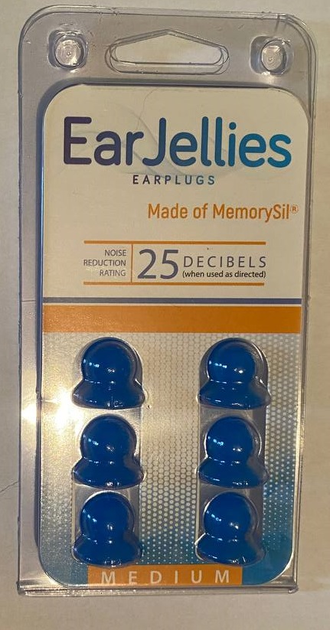 EarJellies
EARPLUGS
Made of MemorySil®
NOISE
REDUCTION
RATING
25 DECIBELS
(when used as directed)
MEDIUM